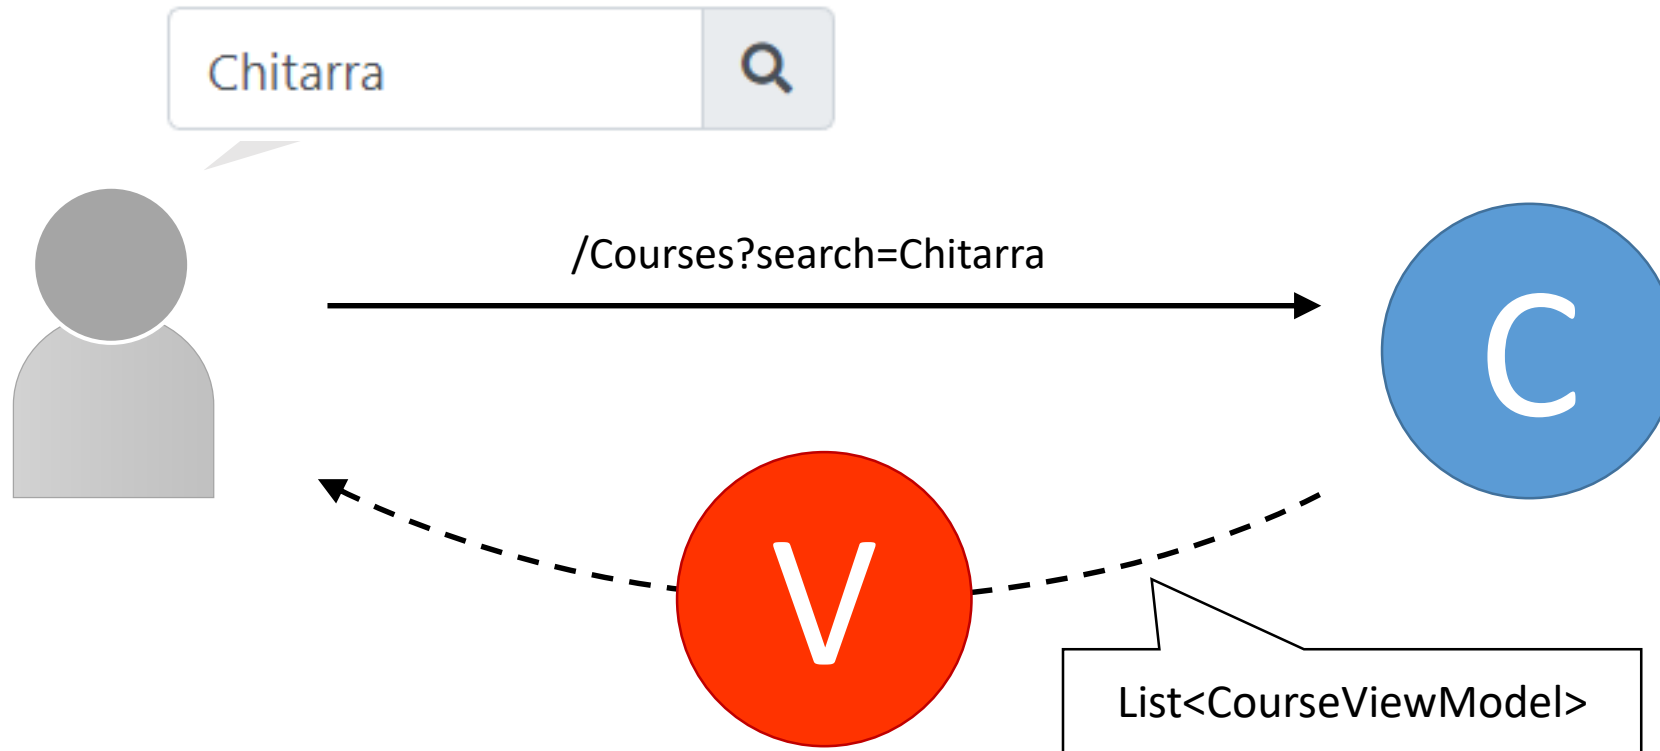 Chitarra
/Courses?search=Chitarra
C
V
List<CourseViewModel>